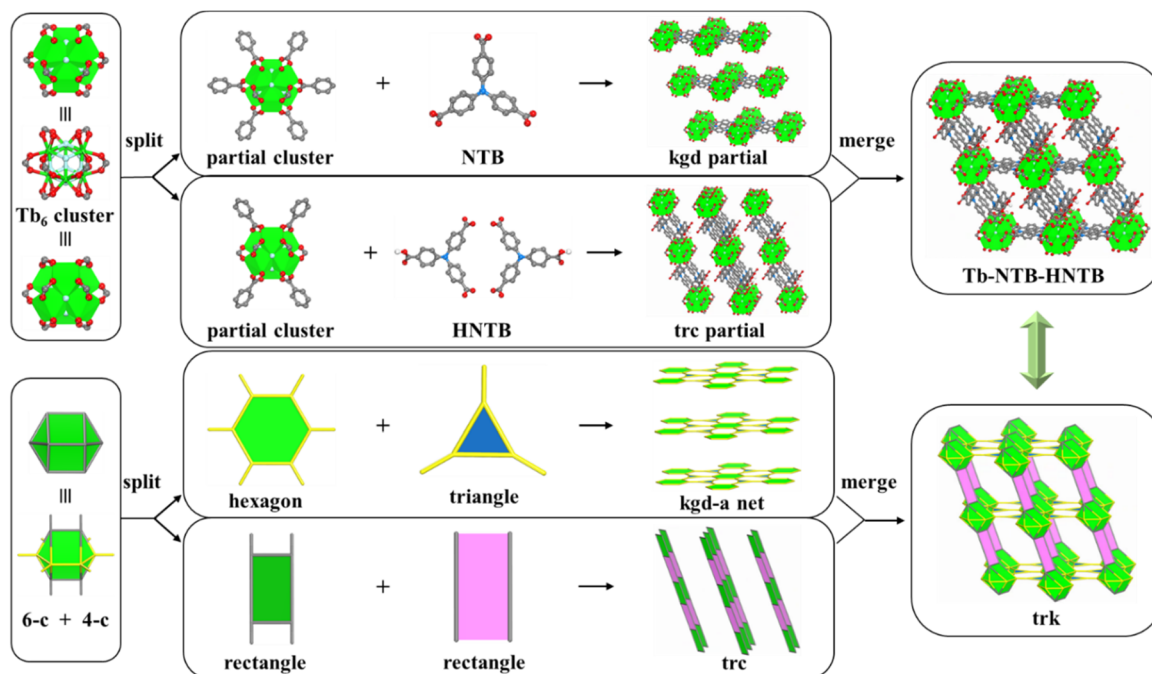 Tb6 cluster
split
partial cluster
+
NTB
kgd partial
merge
partial cluster
+
HNTB
trc partial
Tb-NTB-HNTB
6-c + 4-c
split
hexagon
+
triangle
kgd-a net
merge
rectangle
+
rectangle
trc
trk